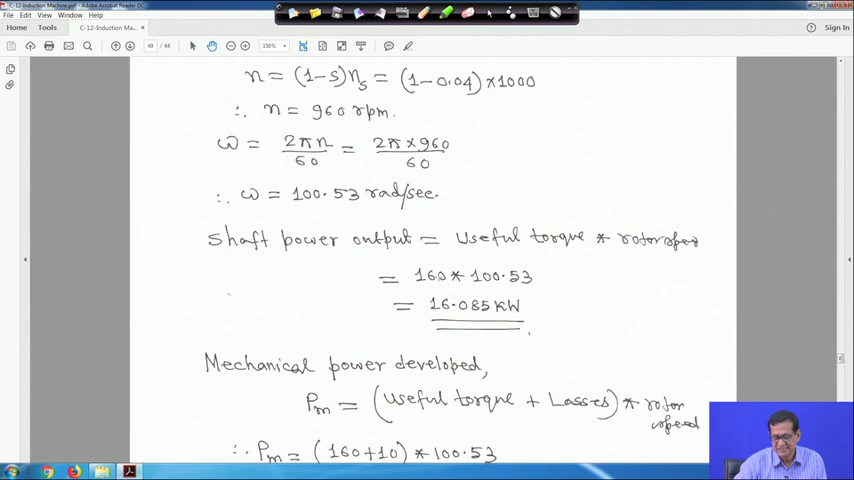 C-12-Induction Machine.pdf - Adobe Acrobat Reader DC
File Edit View Window Help
Home Tools C-12-Induction Ma... × Sign In
49 / 64 150%
n = (1-s)ns = (1-0.04)×1000
∴ n = 960 rpm.
ω = 2πn/60 = 2π×960/60
∴ ω = 100.53 rad/sec.
Shaft power output = Useful torque * rotor speed
= 160 * 100.53
= 16.085 KW
Mechanical power developed,
Pm = (Useful torque + Losses) * rotor speed
∴ Pm = (160+10) * 100.53